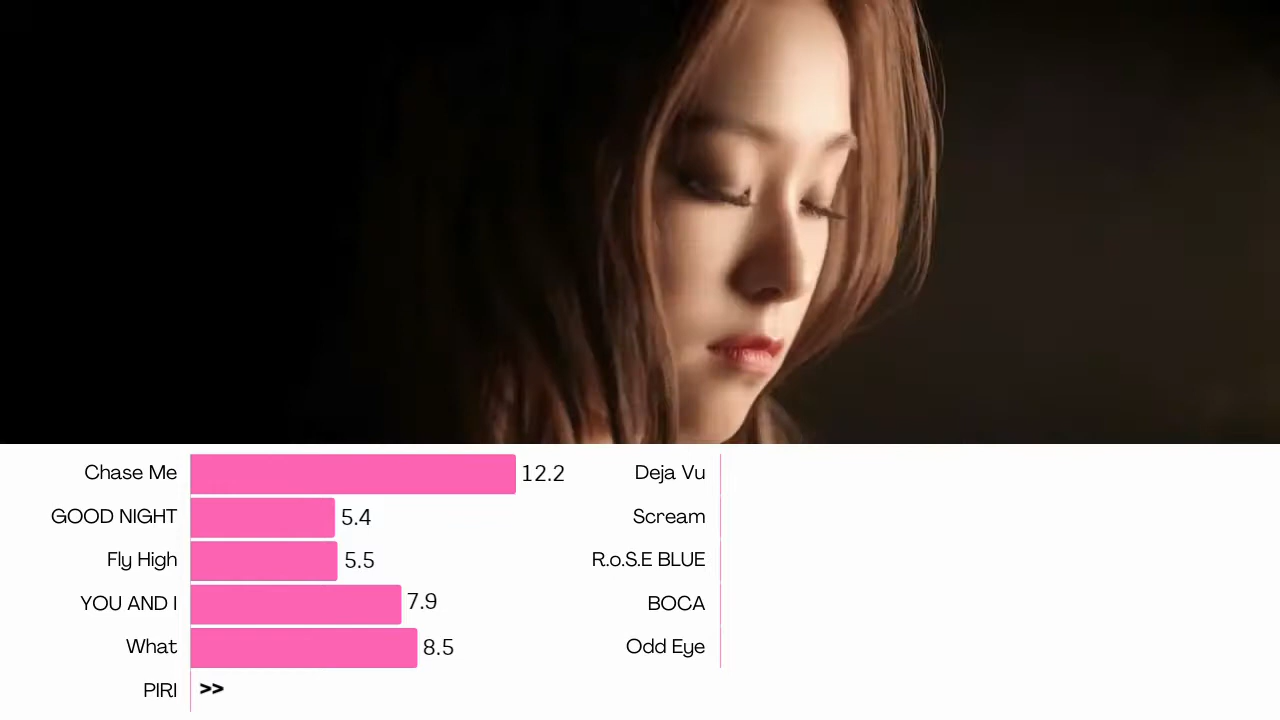 Chase Me 12.2
GOOD NIGHT 5.4
Fly High 5.5
YOU AND I 7.9
What 8.5
PIRI >>
Deja Vu
Scream
R.o.S.E BLUE
BOCA
Odd Eye